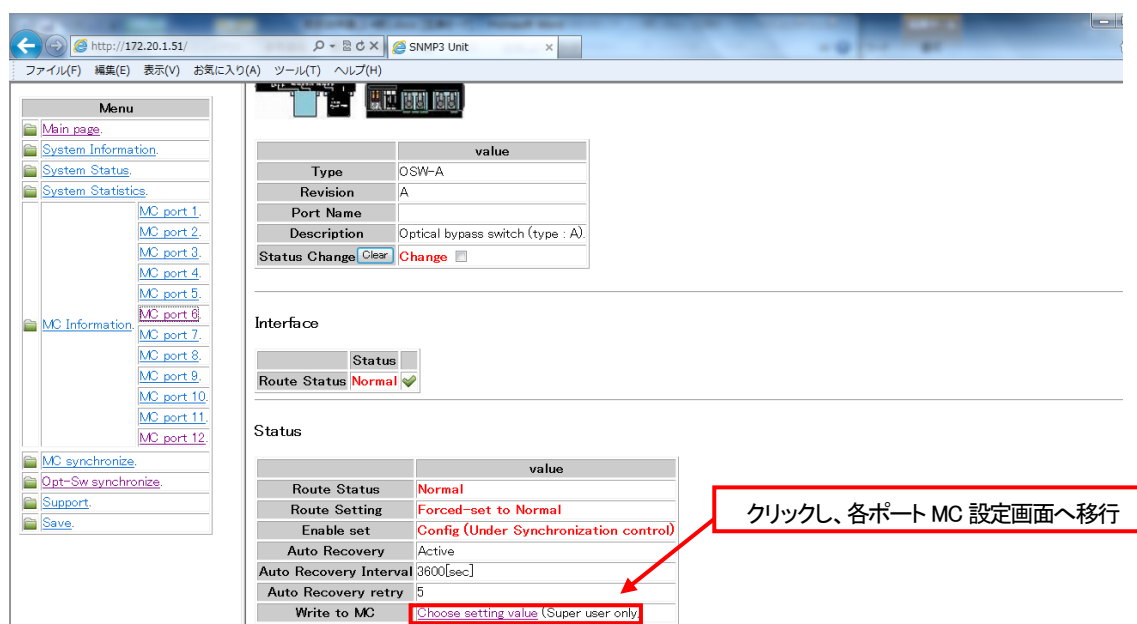 http://172.20.1.51/
SNMP3 Unit
ファイル(F) 編集(E) 表示(V) お気に入り(A) ツール(T) ヘルプ(H)
Menu
Main page.
System Information.
System Status.
System Statistics.
MC Information.
MC port 1.
MC port 2.
MC port 3.
MC port 4.
MC port 5.
MC port 6.
MC port 7.
MC port 8.
MC port 9.
MC port 10.
MC port 11.
MC port 12.
MC synchronize.
Opt-Sw synchronize.
Support.
Save.
value
Type OSW-A
Revision A
Port Name
Description Optical bypass switch (type : A).
Status Change Clear Change
Interface
Status
Route Status Normal
Status
value
Route Status Normal
Route Setting Forced-set to Normal
Enable set Config (Under Synchronization control)
Auto Recovery Active
Auto Recovery Interval 3600[sec]
Auto Recovery retry 5
Write to MC Choose setting value (Super user only)
クリックし、各ポート MC 設定画面へ移行